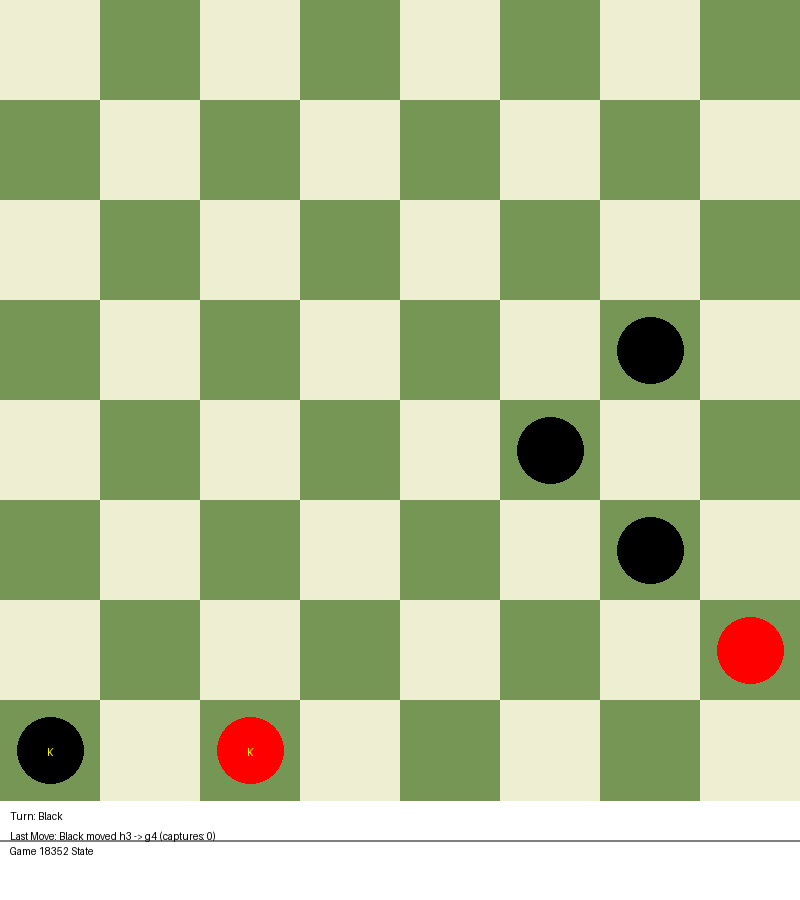 K
K
Turn: Black
Last Move: Black moved h3 -> g4 (captures: 0)
Game 18352 State